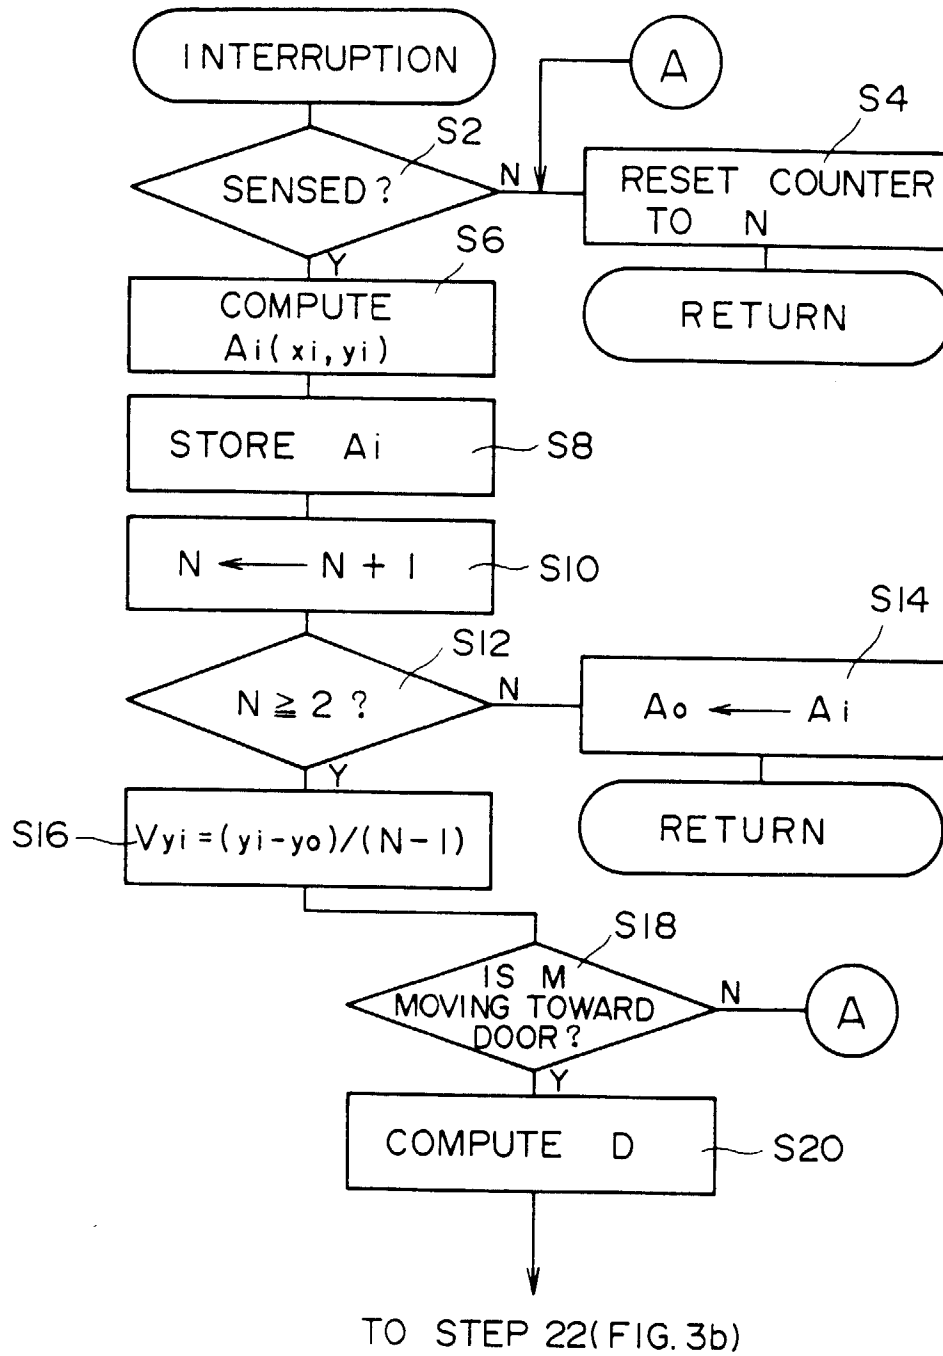 INTERRUPTION
A
S2
SENSED?
N
S4
RESET COUNTER
TO N
RETURN
Y
S6
COMPUTE
Ai(xi, yi)
STORE Ai
S8
N ← N + 1
S10
S12
N ≧ 2 ?
N
S14
Ao ← Ai
RETURN
Y
S16
Vyi = (yi-yo)/(N-1)
S18
IS M
MOVING TOWARD
DOOR?
N
A
Y
COMPUTE D
S20
TO STEP 22(FIG. 3b)